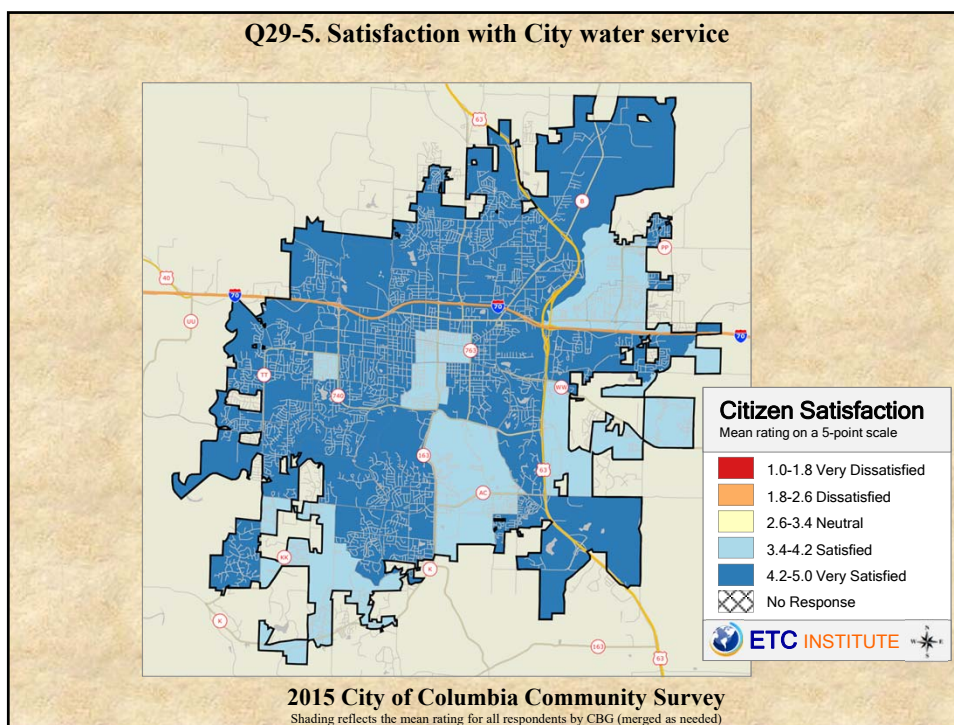 Q29-5. Satisfaction with City water service
63
B
PP
40
70
UU
70
70
763
TT
740
WW
163
63
AC
KK
K
K
163
63
Citizen Satisfaction
Mean rating on a 5-point scale
1.0-1.8 Very Dissatisfied
1.8-2.6 Dissatisfied
2.6-3.4 Neutral
3.4-4.2 Satisfied
4.2-5.0 Very Satisfied
No Response
ETC INSTITUTE
N
W E
S
2015 City of Columbia Community Survey
Shading reflects the mean rating for all respondents by CBG (merged as needed)